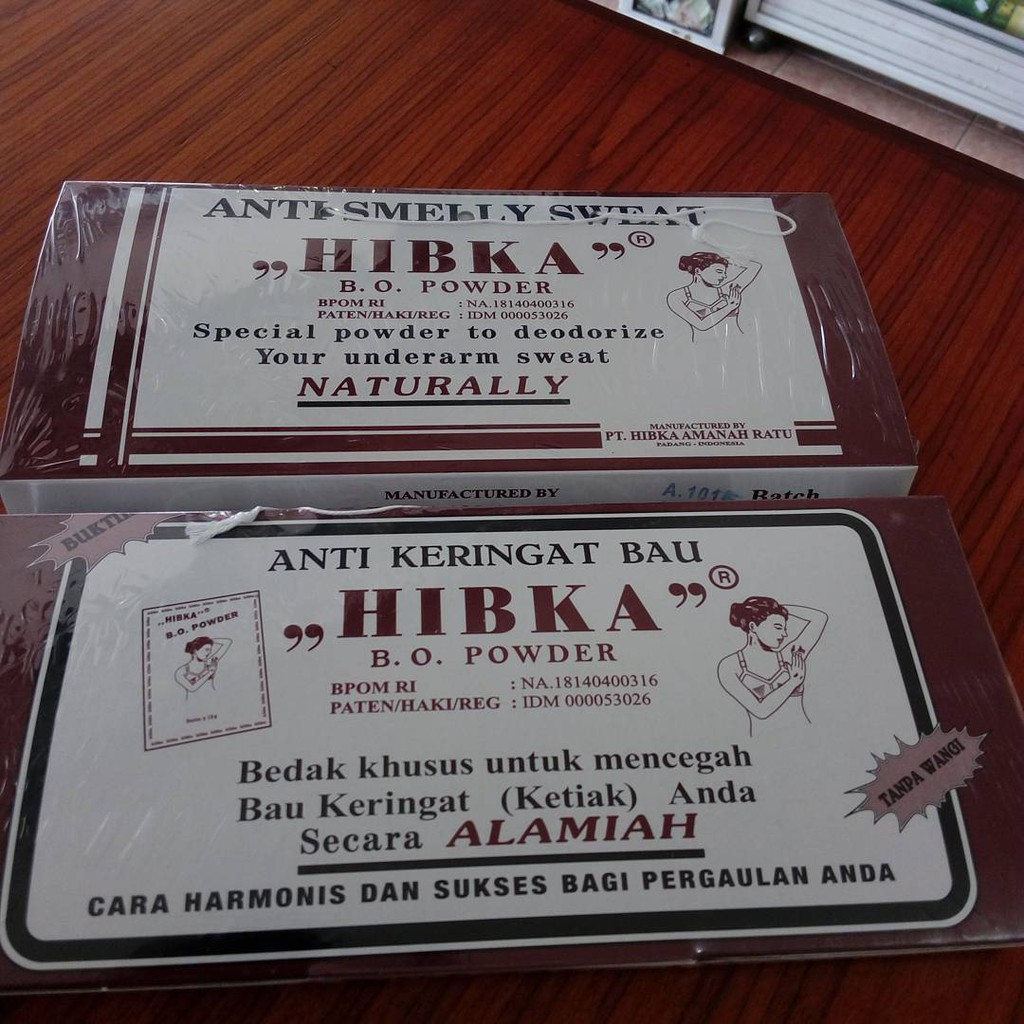 ANTI SMELLY SWEAT
„HIBKA” ®
B.O. POWDER
BPOM RI : NA.18140400316
PATEN/HAKI/REG : IDM 000053026
Special powder to deodorize
Your underarm sweat
NATURALLY
MANUFACTURED BY
PT. HIBKA AMANAH RATU
PADANG - INDONESIA
MANUFACTURED BY
Batch
ANTI KERINGAT BAU
„HIBKA” ®
B.O. POWDER
BPOM RI : NA.18140400316
PATEN/HAKI/REG : IDM 000053026
„HIBKA”®
B.O. POWDER
Bedak khusus untuk mencegah
Bau Keringat (Ketiak) Anda
Secara ALAMIAH
TANPA WANGI
CARA HARMONIS DAN SUKSES BAGI PERGAULAN ANDA